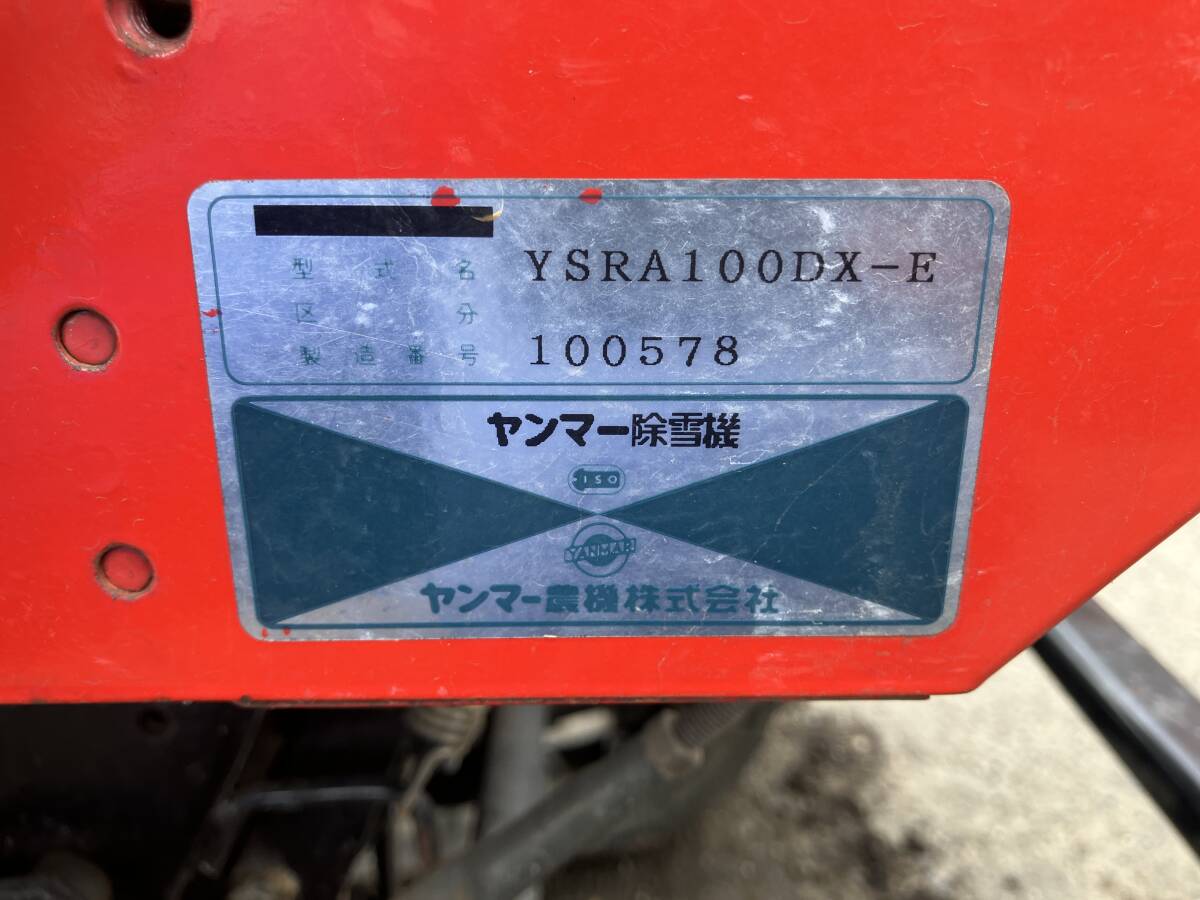 型式名 YSRA100DX-E
区分
製造番号 100578
ヤンマー除雪機
ISO
YANMAR
ヤンマー農機株式会社